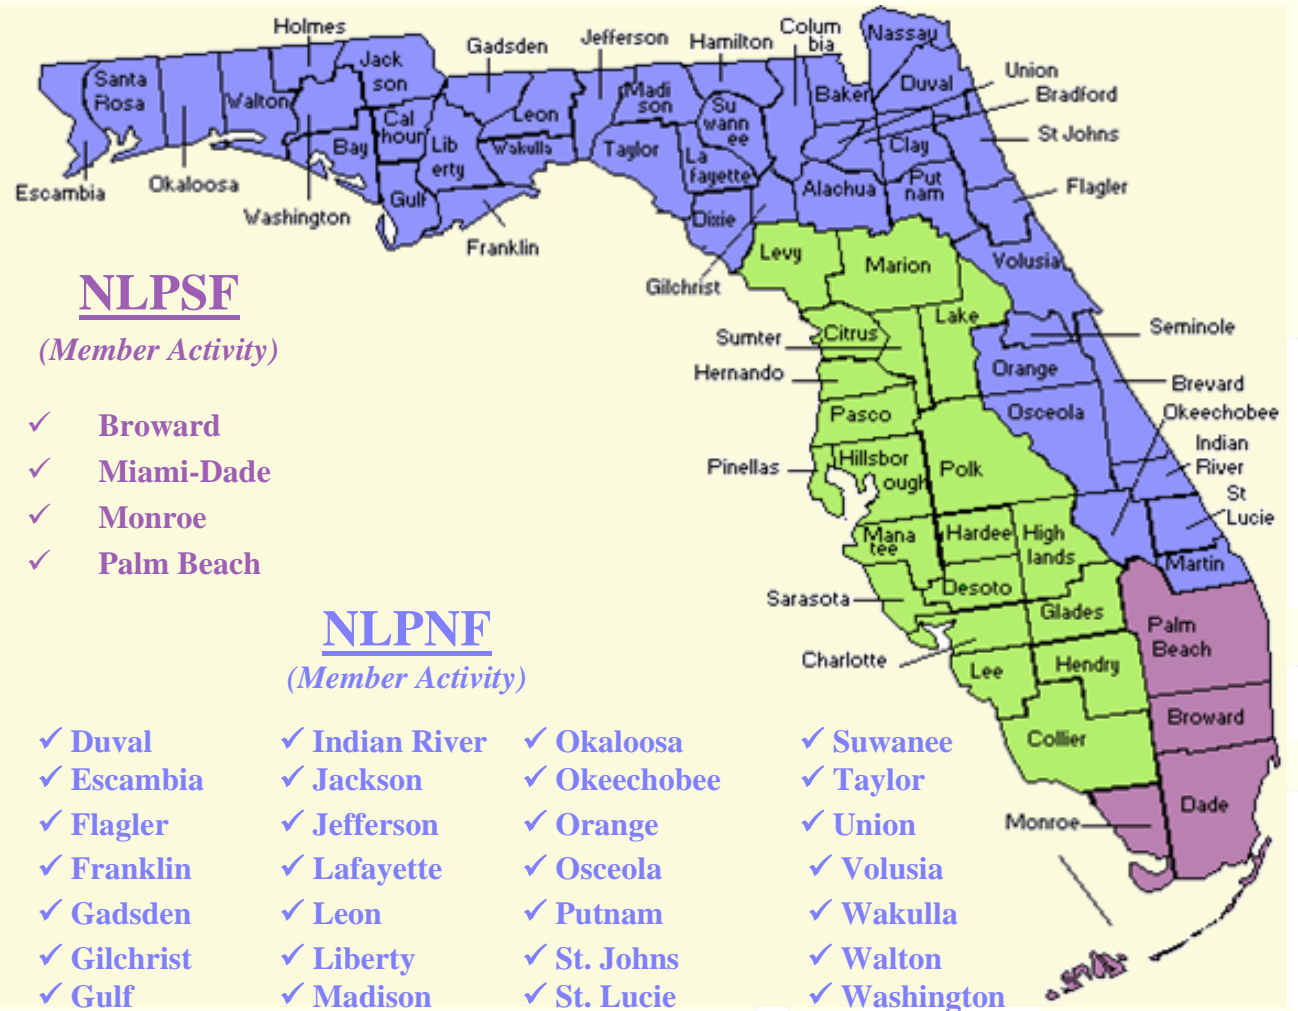 Holmes
Gadsden
Jefferson
Hamilton
Colum
bia
Nassau
Union
Bradford
St Johns
Flagler
Santa
Rosa
Walton
Jack
son
Leon
Madi
son
Su
wann
ee
Baker
Duval
Clay
Cal
hour
Lib
erty
Wakulla
Taylor
La
fayette
Alachua
Put
nam
Bay
Gulf
Dixie
Escambia
Okaloosa
Washington
Franklin
Gilchrist
Levy
Marion
Volusia
Lake
Citrus
Sumter
Hernando
Seminole
Orange
Brevard
Okeechobee
Osceola
Indian
River
St
Lucie
Pasco
Pinellas
Hillsbor
ough
Polk
Mana
tee
Hardee
High
lands
Martin
Sarasota
Desoto
Glades
Charlotte
Lee
Hendry
Palm
Beach
Broward
Collier
Dade
Monroe
NLPSF
(Member Activity)
✓ Broward
✓ Miami-Dade
✓ Monroe
✓ Palm Beach
NLPNF
(Member Activity)
✓ Duval
✓ Escambia
✓ Flagler
✓ Franklin
✓ Gadsden
✓ Gilchrist
✓ Gulf
✓ Indian River
✓ Jackson
✓ Jefferson
✓ Lafayette
✓ Leon
✓ Liberty
✓ Madison
✓ Okaloosa
✓ Okeechobee
✓ Orange
✓ Osceola
✓ Putnam
✓ St. Johns
✓ St. Lucie
✓ Suwanee
✓ Taylor
✓ Union
✓ Volusia
✓ Wakulla
✓ Walton
✓ Washington